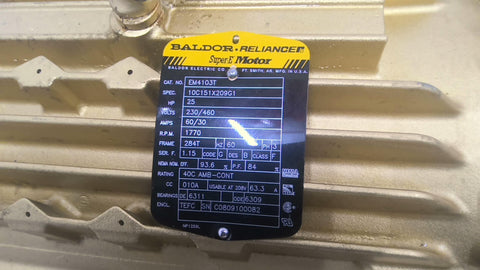 BALDOR · RELIANCE
Super-E Motor
BALDOR ELECTRIC CO FT. SMITH, AR. MFG. IN U.S.A.
CAT. NO. EM4103T
SPEC. 10C151X209G1
HP 25
VOLTS 230/460
AMPS 60/30
R.P.M. 1770
FRAME 284T HZ 60 PH 3
SER. F. 1.15 CODE G DES B CLASS F
NEMA NOM. EFF. 93.6 % P.F. 84 %
RATING 40C AMB-CONT
CC 010A USABLE AT 208V 63.3 A
BEARINGS DE 6311 ODE 6309
ENCL. TEFC SN C0809100082